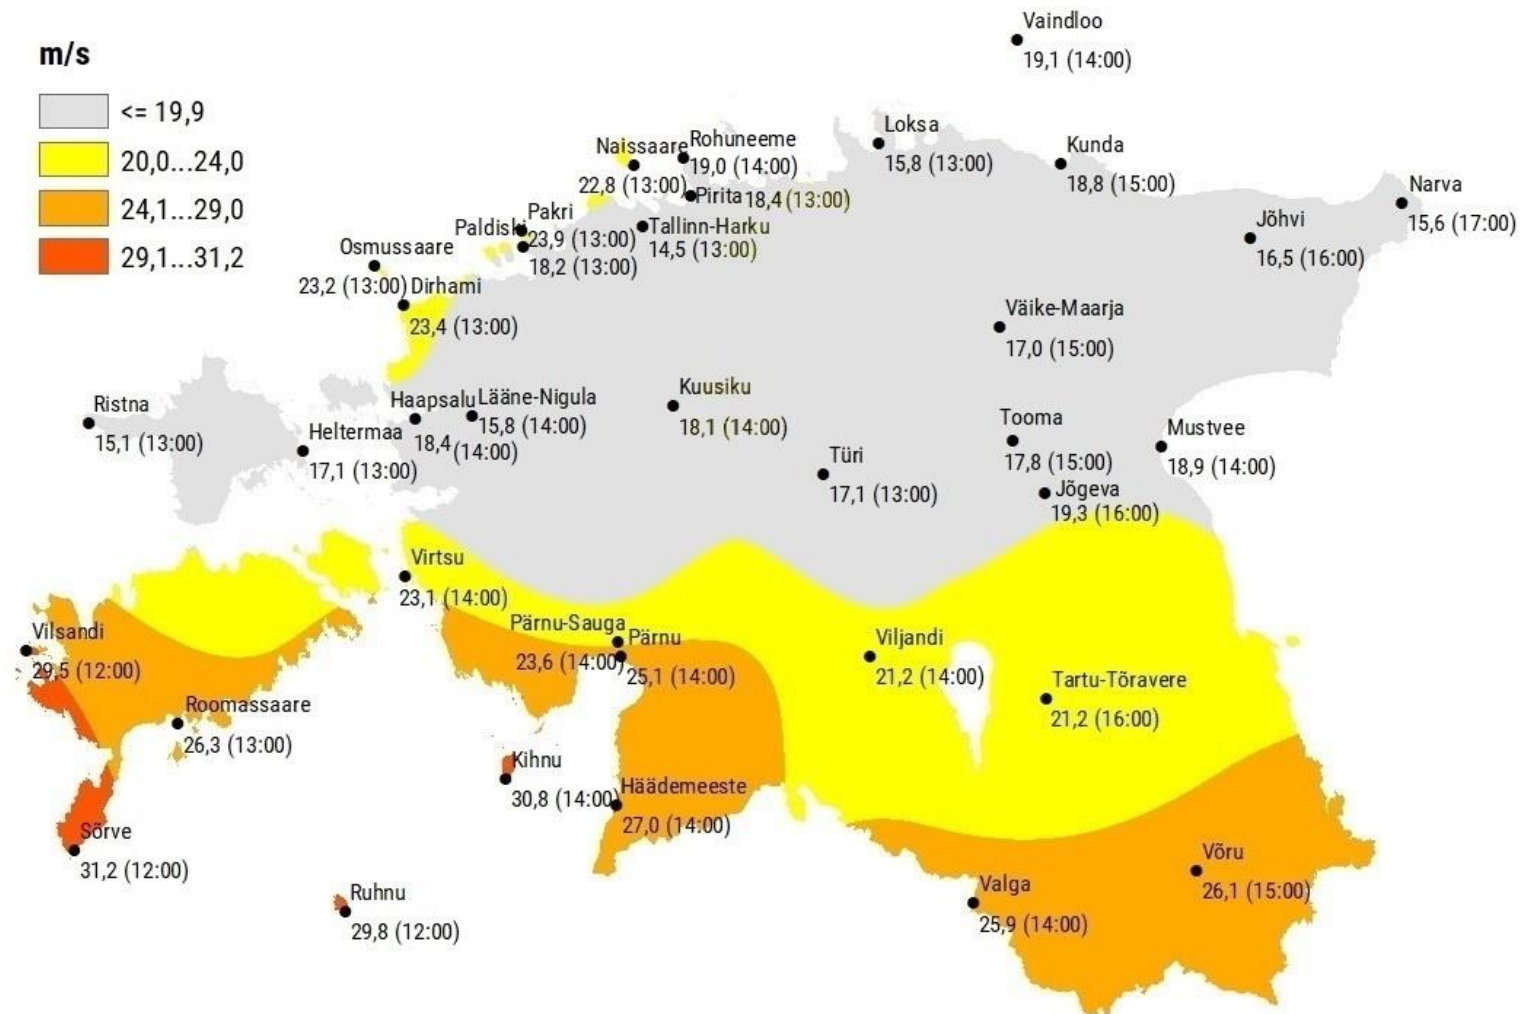 m/s
<= 19,9
20,0...24,0
24,1...29,0
29,1...31,2
Vaindloo
19,1 (14:00)
Loksa
15,8 (13:00)
Kunda
18,8 (15:00)
Narva
15,6 (17:00)
Jõhvi
16,5 (16:00)
Naissaare
22,8 (13:00)
Rohuneeme
19,0 (14:00)
Pirita 18,4 (13:00)
Tallinn-Harku
14,5 (13:00)
Pakri
23,9 (13:00)
Paldiski
18,2 (13:00)
Osmussaare
23,2 (13:00)
Dirhami
23,4 (13:00)
Väike-Maarja
17,0 (15:00)
Ristna
15,1 (13:00)
Heltermaa
17,1 (13:00)
Haapsalu
18,4 (14:00)
Lääne-Nigula
15,8 (14:00)
Kuusiku
18,1 (14:00)
Türi
17,1 (13:00)
Tooma
17,8 (15:00)
Jõgeva
19,3 (16:00)
Mustvee
18,9 (14:00)
Virtsu
23,1 (14:00)
Pärnu-Sauga
23,6 (14:00)
Pärnu
25,1 (14:00)
Viljandi
21,2 (14:00)
Tartu-Tõravere
21,2 (16:00)
Vilsandi
29,5 (12:00)
Roomassaare
26,3 (13:00)
Kihnu
30,8 (14:00)
Häädemeeste
27,0 (14:00)
Sõrve
31,2 (12:00)
Ruhnu
29,8 (12:00)
Valga
25,9 (14:00)
Võru
26,1 (15:00)